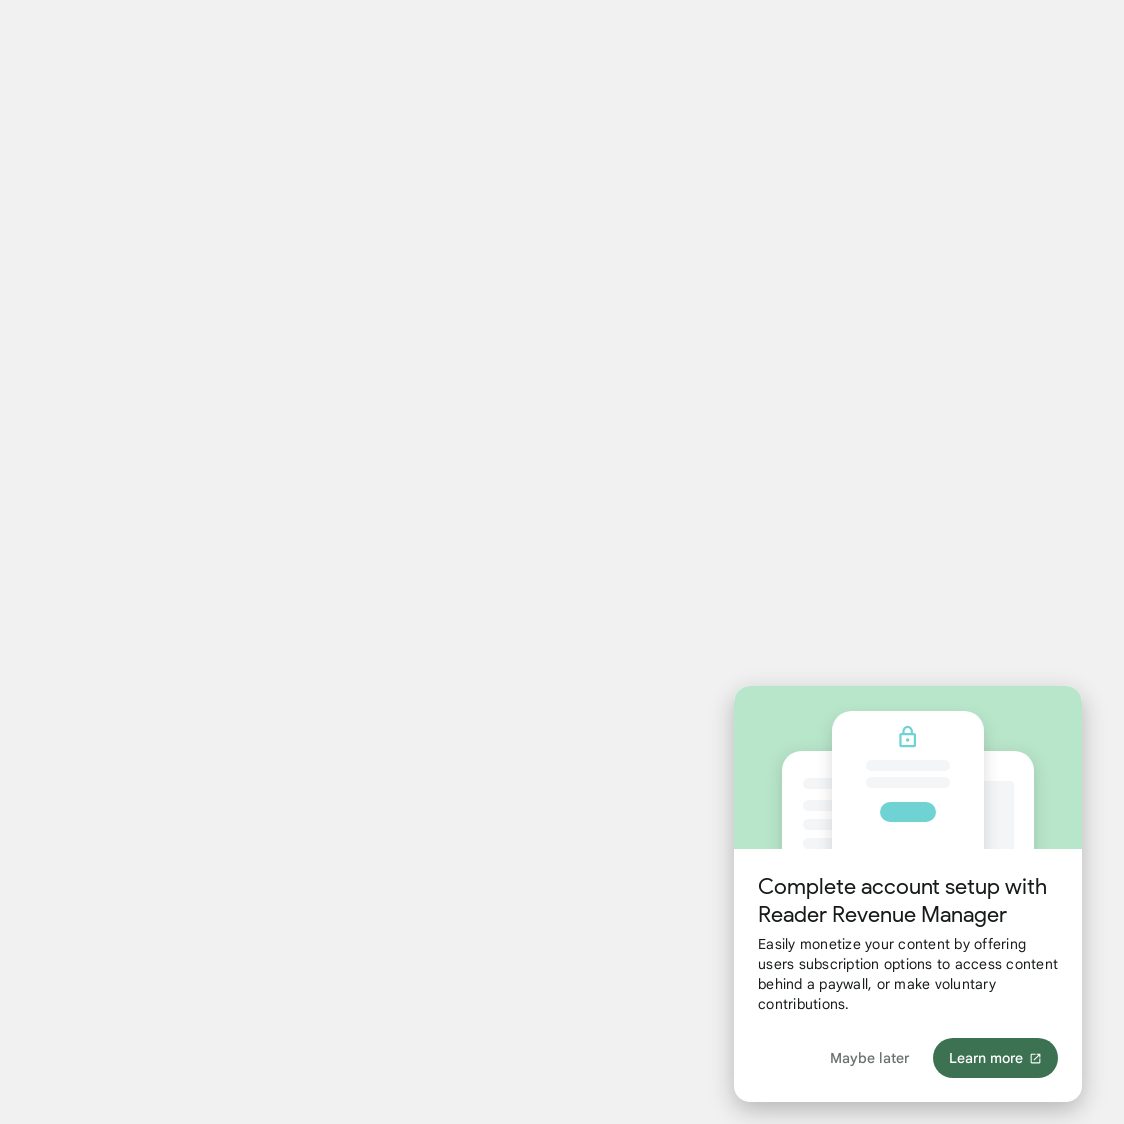 Complete account setup with
Reader Revenue Manager
Easily monetize your content by offering
users subscription options to access content
behind a paywall, or make voluntary
contributions.
Maybe later
Learn more